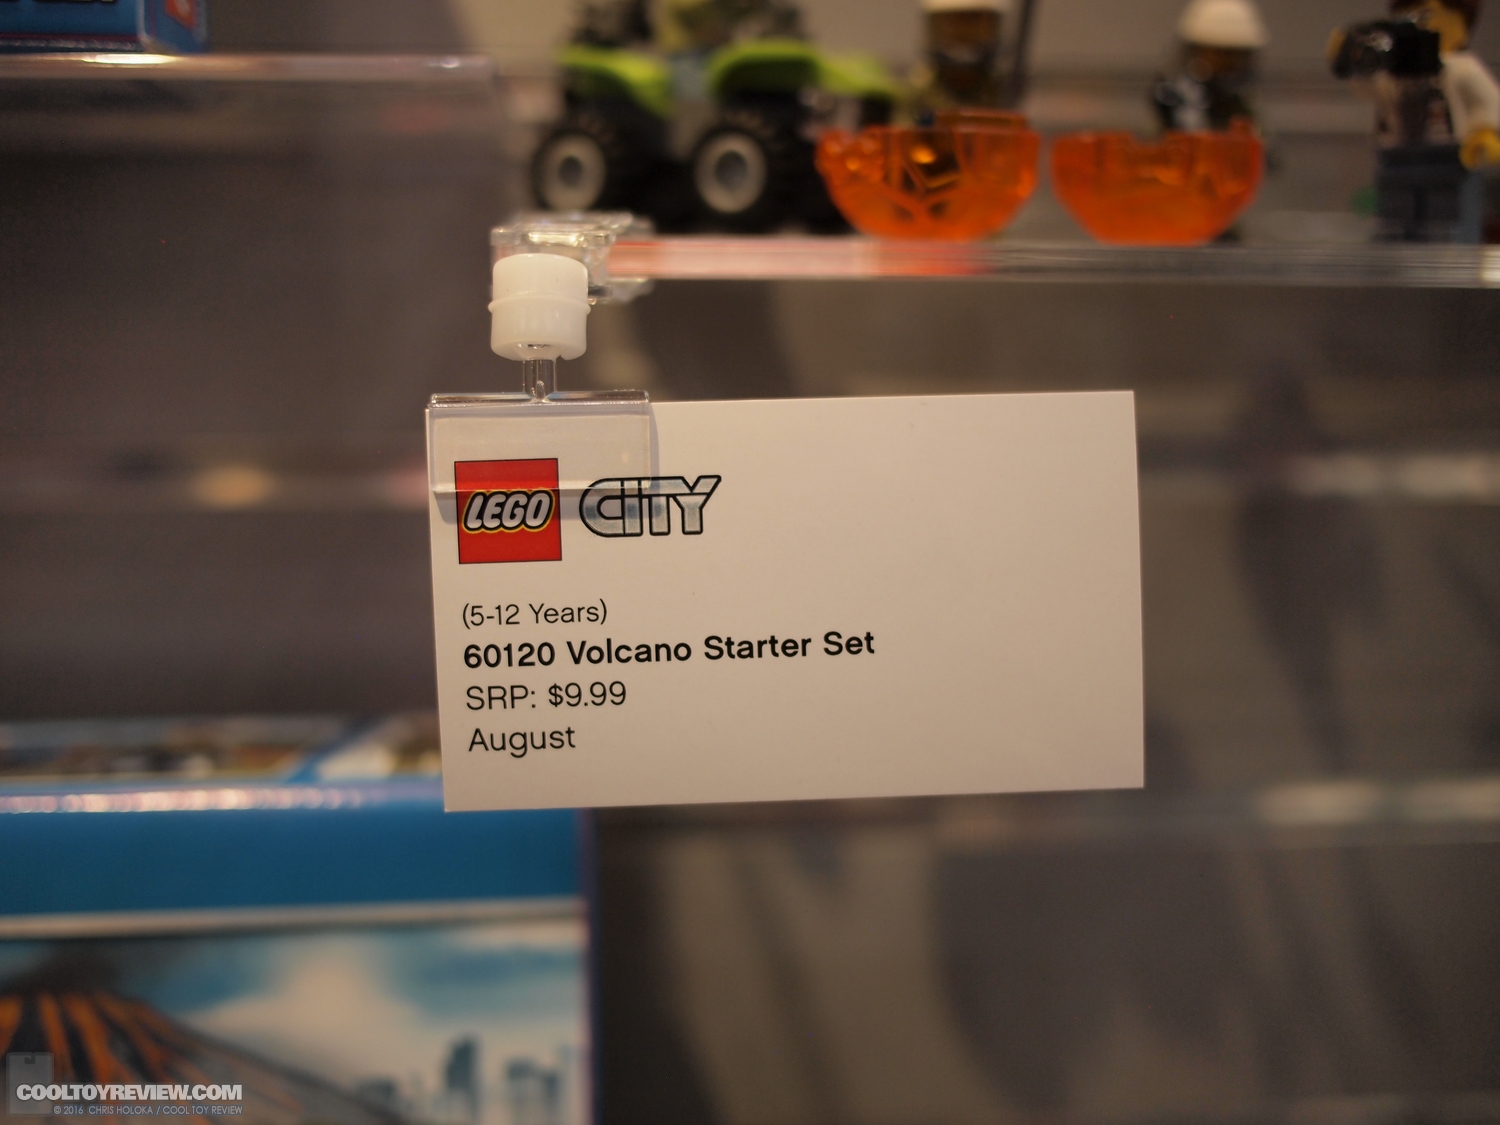 LEGO CITY
(5-12 Years)
60120 Volcano Starter Set
SRP: $9.99
August
COOLTOYREVIEW.COM
© 2016 CHRIS HOLOKA / COOL TOY REVIEW